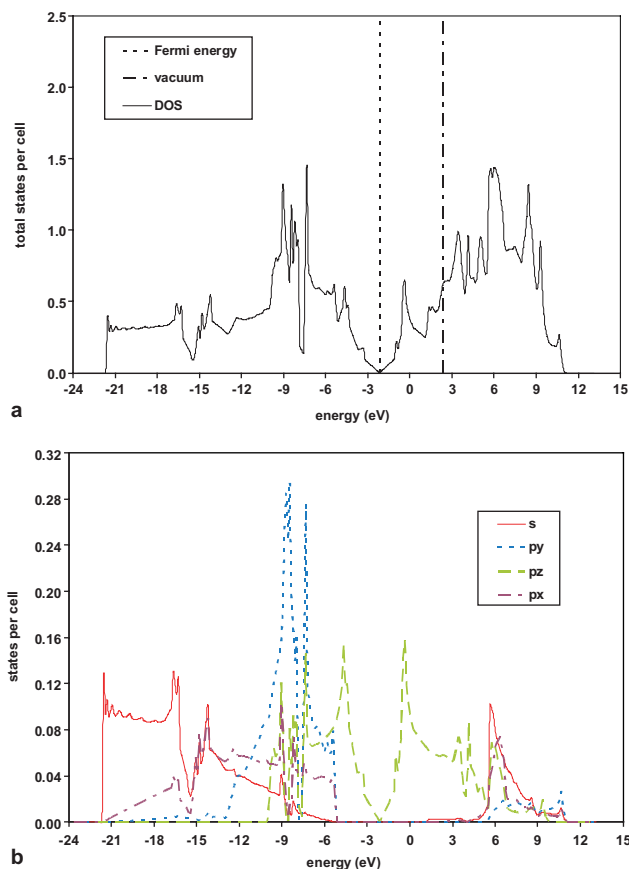 2.5
2.0
1.5
1.0
0.5
0.0
total states per cell
Fermi energy
vacuum
DOS
-24 -21 -18 -15 -12 -9 -6 -3 0 3 6 9 12 15
energy (eV)
a
0.32
0.28
0.24
0.20
0.16
0.12
0.08
0.04
0.00
states per cell
s
py
pz
px
-24 -21 -18 -15 -12 -9 -6 -3 0 3 6 9 12 15
energy (eV)
b